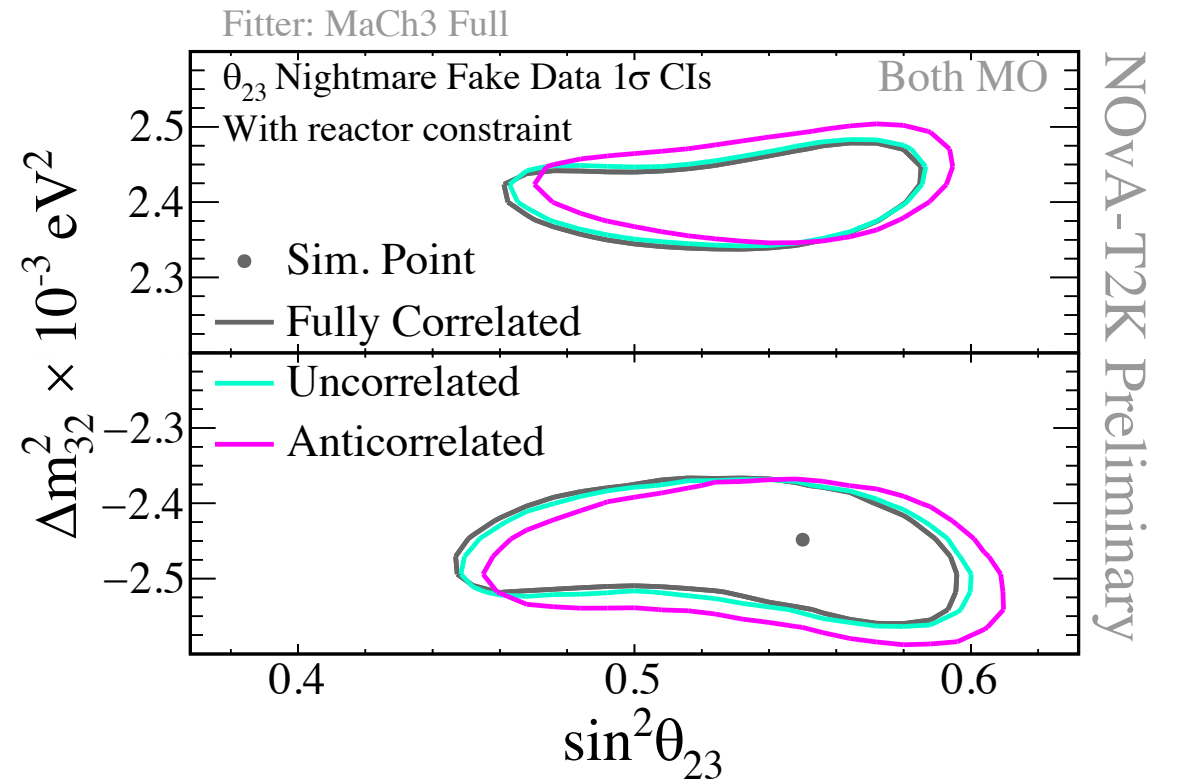 Fitter: MaCh3 Full
θ₂₃ Nightmare Fake Data 1σ CIs
Both MO
With reactor constraint
2.5
2.4
2.3
Sim. Point
Fully Correlated
Uncorrelated
Anticorrelated
−2.3
−2.4
−2.5
0.4 0.5 0.6
sin²θ₂₃
Δm²₃₂ × 10⁻³ eV²
NOvA-T2K Preliminary